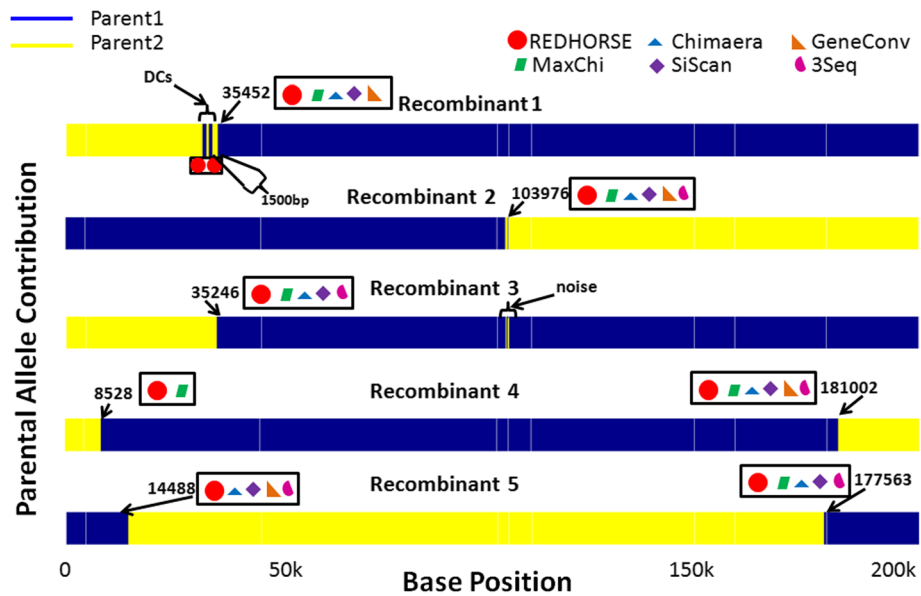 Parent1
Parent2
REDHORSE Chimaera GeneConv
MaxChi SiScan 3Seq
DCs
35452
Recombinant 1
1500bp
Recombinant 2
103976
Recombinant 3
35246
noise
Recombinant 4
8528
181002
Recombinant 5
14488
177563
Parental Allele Contribution
0 50k 150k 200k
Base Position